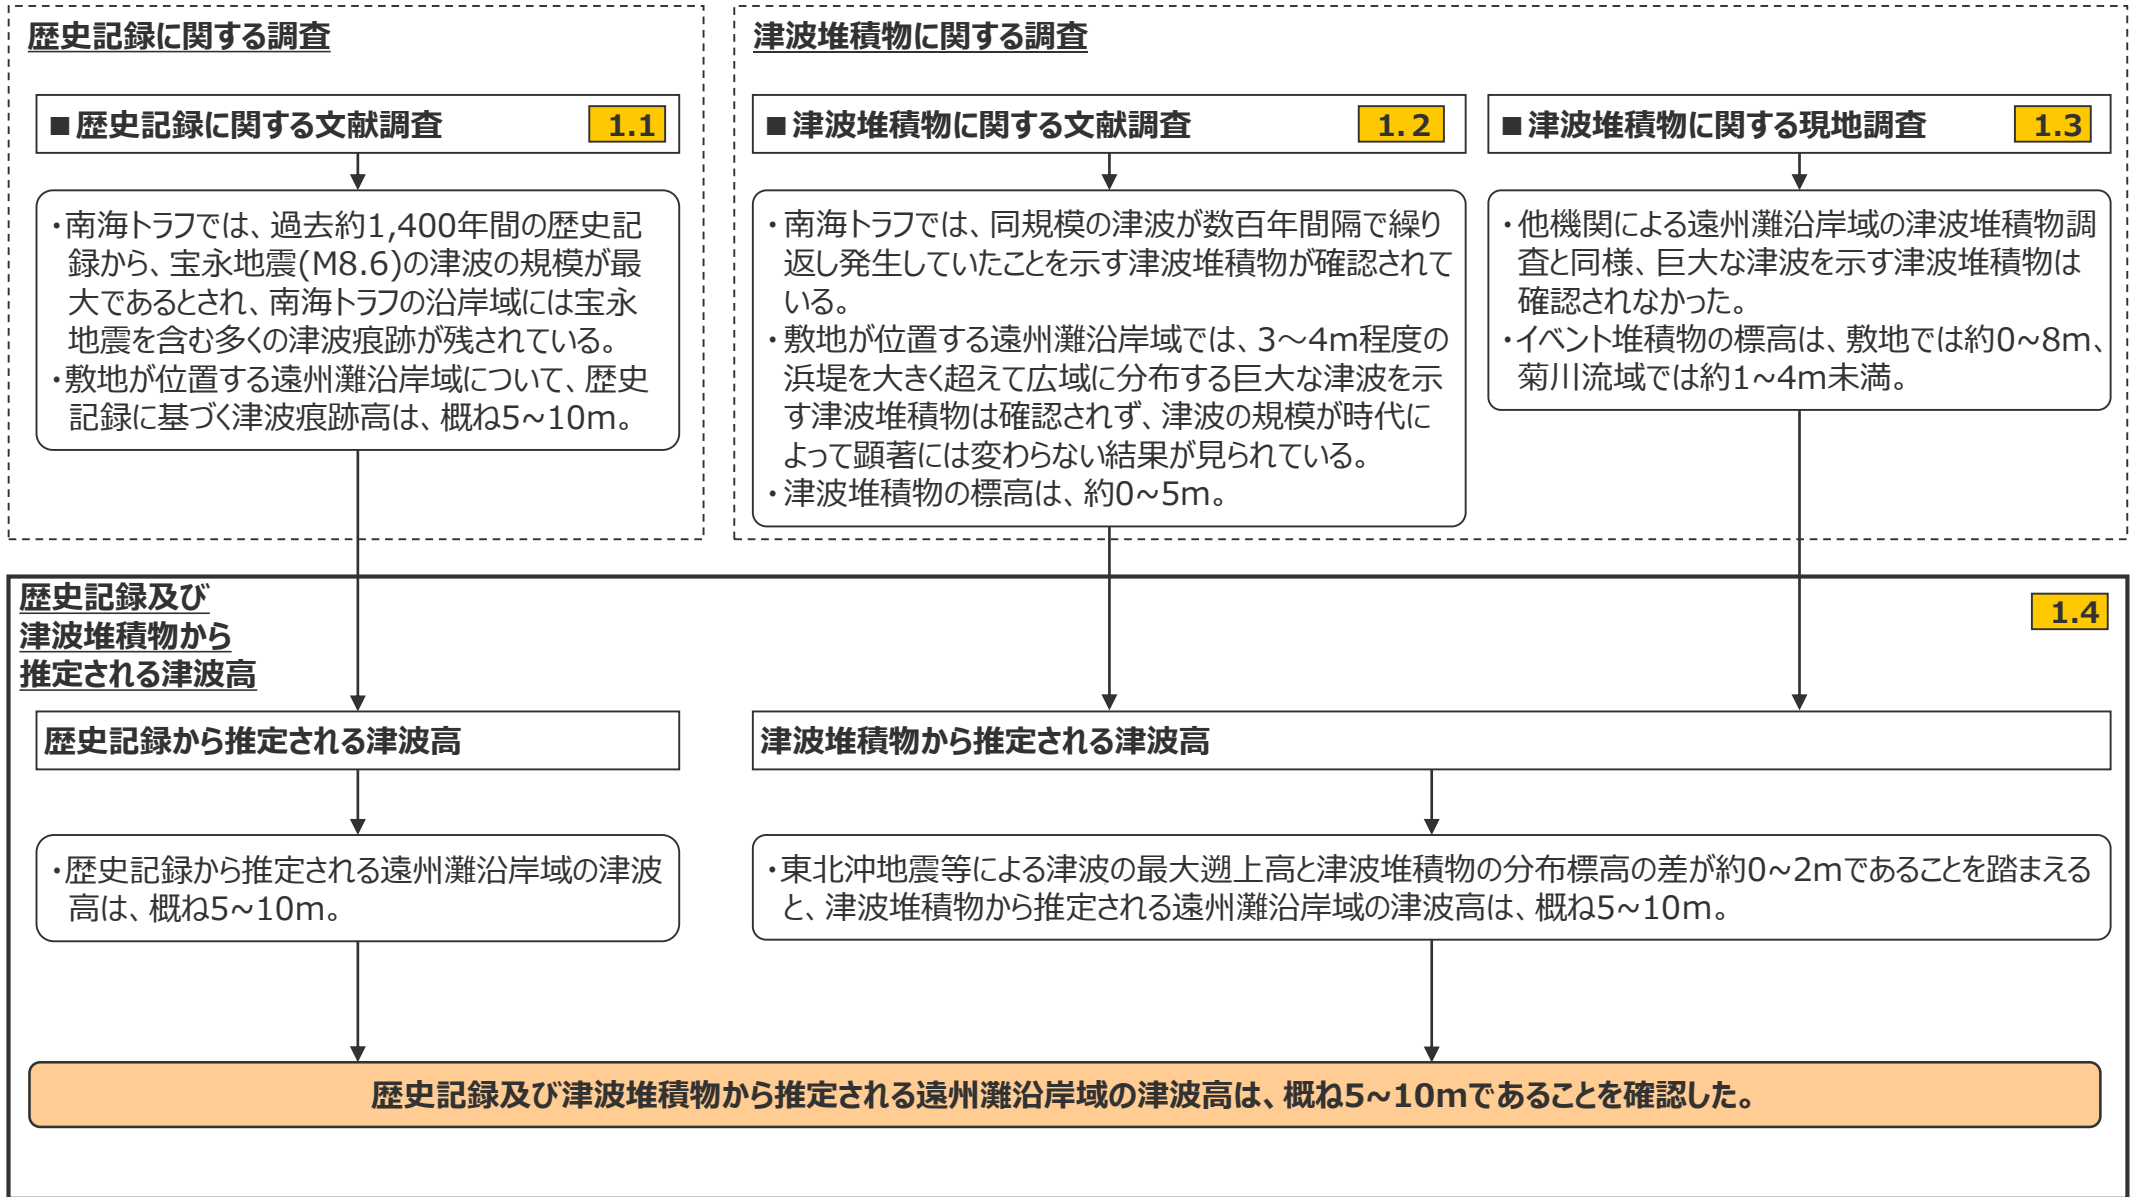 歴史記録に関する調査
■歴史記録に関する文献調査
1.1
・南海トラフでは、過去約1,400年間の歴史記
録から、宝永地震(M8.6)の津波の規模が最
大であるとされ、南海トラフの沿岸域には宝永
地震を含む多くの津波痕跡が残されている。
・敷地が位置する遠州灘沿岸域について、歴史
記録に基づく津波痕跡高は、概ね5~10m。
津波堆積物に関する調査
■津波堆積物に関する文献調査
1.2
・南海トラフでは、同規模の津波が数百年間隔で繰り
返し発生していたことを示す津波堆積物が確認されて
いる。
・敷地が位置する遠州灘沿岸域では、3～4m程度の
浜堤を大きく超えて広域に分布する巨大な津波を示
す津波堆積物は確認されず、津波の規模が時代に
よって顕著には変わらない結果が見られている。
・津波堆積物の標高は、約0~5m。
■津波堆積物に関する現地調査
1.3
・他機関による遠州灘沿岸域の津波堆積物調
査と同様、巨大な津波を示す津波堆積物は
確認されなかった。
・イベント堆積物の標高は、敷地では約0~8m、
菊川流域では約1~4m未満。
歴史記録及び
津波堆積物から
推定される津波高
1.4
歴史記録から推定される津波高
・歴史記録から推定される遠州灘沿岸域の津波
高は、概ね5~10m。
津波堆積物から推定される津波高
・東北沖地震等による津波の最大遡上高と津波堆積物の分布標高の差が約0~2mであることを踏まえる
と、津波堆積物から推定される遠州灘沿岸域の津波高は、概ね5~10m。
歴史記録及び津波堆積物から推定される遠州灘沿岸域の津波高は、概ね5~10mであることを確認した。